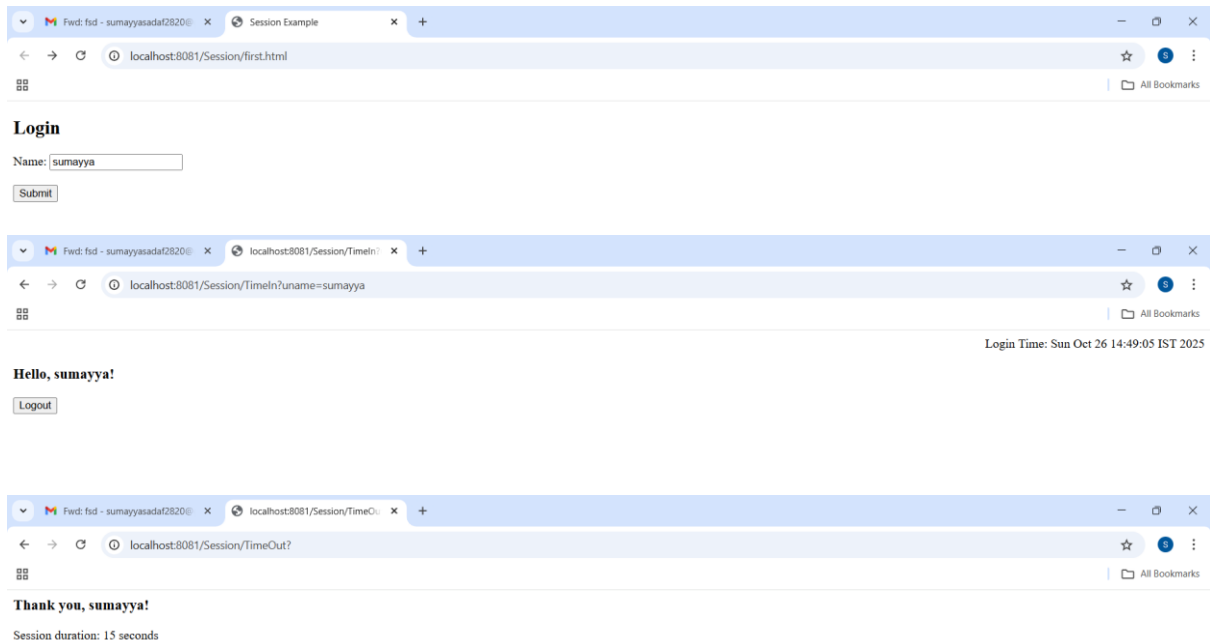 Fwd: fsd - sumayyasadaf2820@
Session Example
localhost:8081/Session/first.html
All Bookmarks
Login
Name: sumayya
Submit
Fwd: fsd - sumayyasadaf2820@
localhost:8081/Session/TimeIn?
localhost:8081/Session/TimeIn?uname=sumayya
All Bookmarks
Login Time: Sun Oct 26 14:49:05 IST 2025
Hello, sumayya!
Logout
Fwd: fsd - sumayyasadaf2820@
localhost:8081/Session/TimeOu
localhost:8081/Session/TimeOut?
All Bookmarks
Thank you, sumayya!
Session duration: 15 seconds